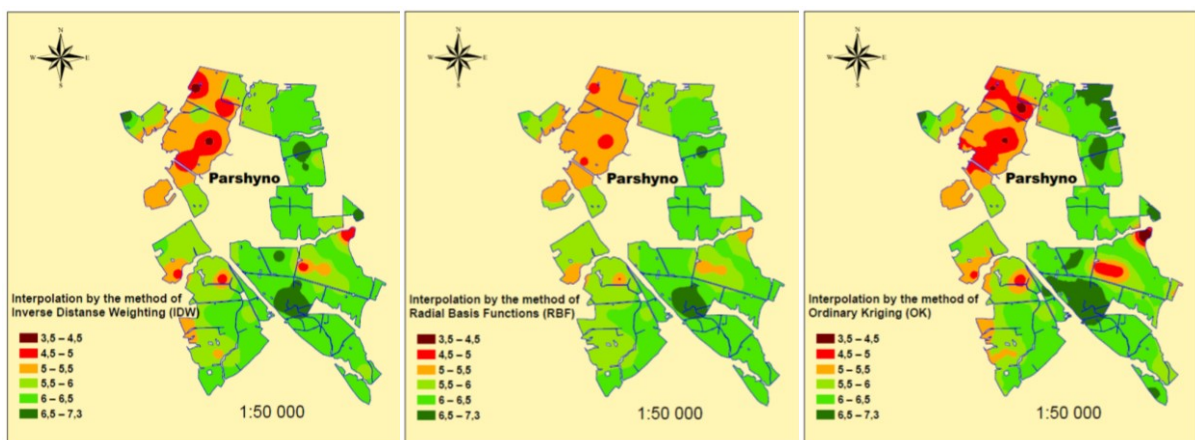 N
W
E
S
Parshyno
Interpolation by the method of
Inverse Distanse Weighting (IDW)
3,5 – 4,5
4,5 – 5
5 – 5,5
5,5 – 6
6 – 6,5
6,5 – 7,3
1:50 000
N
W
E
S
Parshyno
Interpolation by the method of
Radial Basis Functions (RBF)
3,5 – 4,5
4,5 – 5
5 – 5,5
5,5 – 6
6 – 6,5
6,5 – 7,3
1:50 000
N
W
E
S
Parshyno
Interpolation by the method of
Ordinary Kriging (OK)
3,5 – 4,5
4,5 – 5
5 – 5,5
5,5 – 6
6 – 6,5
6,5 – 7,3
1:50 000